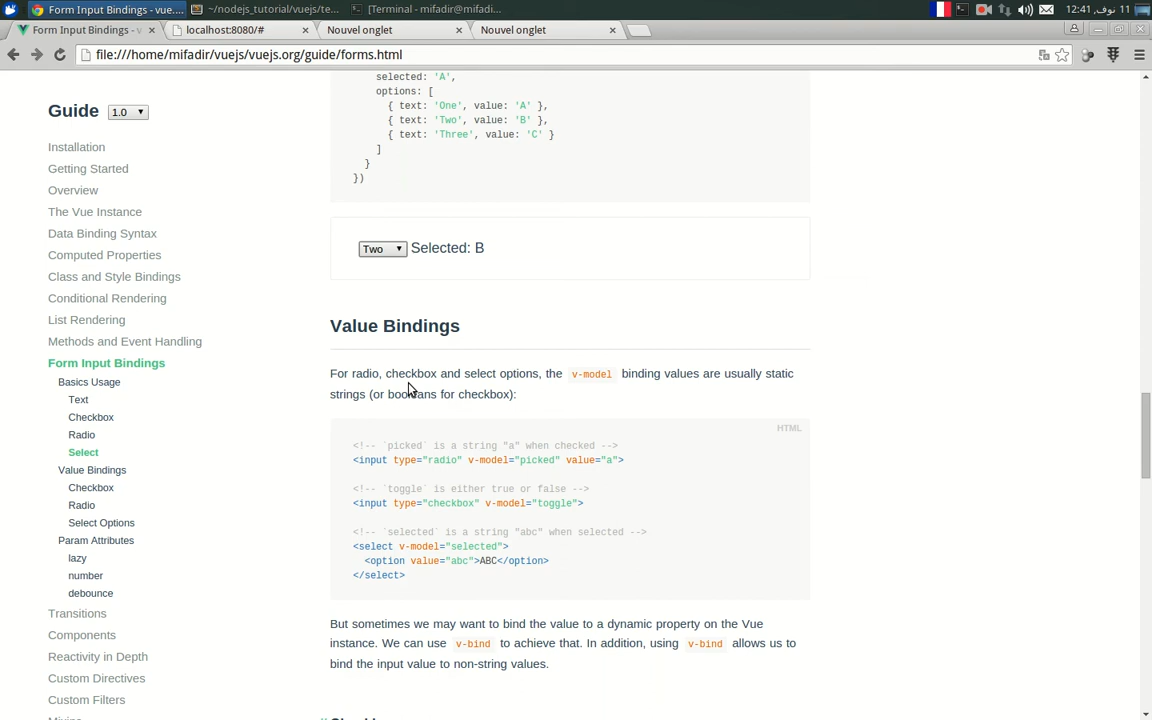 Form Input Bindings - vue....
~/nodejs_tutorial/vuejs/te...
[Terminal - mifadir@mifadi...
12:41 ,نوف 11
Form Input Bindings - v
localhost:8080/#
Nouvel onglet
Nouvel onglet
file:///home/mifadir/vuejs/vuejs.org/guide/forms.html
Guide 1.0
Installation
Getting Started
Overview
The Vue Instance
Data Binding Syntax
Computed Properties
Class and Style Bindings
Conditional Rendering
List Rendering
Methods and Event Handling
Form Input Bindings
Basics Usage
Text
Checkbox
Radio
Select
Value Bindings
Checkbox
Radio
Select Options
Param Attributes
lazy
number
debounce
Transitions
Components
Reactivity in Depth
Custom Directives
Custom Filters
selected: 'A',
options: [
{ text: 'One', value: 'A' },
{ text: 'Two', value: 'B' },
{ text: 'Three', value: 'C' }
]
}
})
Two Selected: B
Value Bindings
For radio, checkbox and select options, the v-model binding values are usually static
strings (or booleans for checkbox):
HTML
<!-- `picked` is a string "a" when checked -->
<input type="radio" v-model="picked" value="a">
<!-- `toggle` is either true or false -->
<input type="checkbox" v-model="toggle">
<!-- `selected` is a string "abc" when selected -->
<select v-model="selected">
<option value="abc">ABC</option>
</select>
But sometimes we may want to bind the value to a dynamic property on the Vue
instance. We can use v-bind to achieve that. In addition, using v-bind allows us to
bind the input value to non-string values.